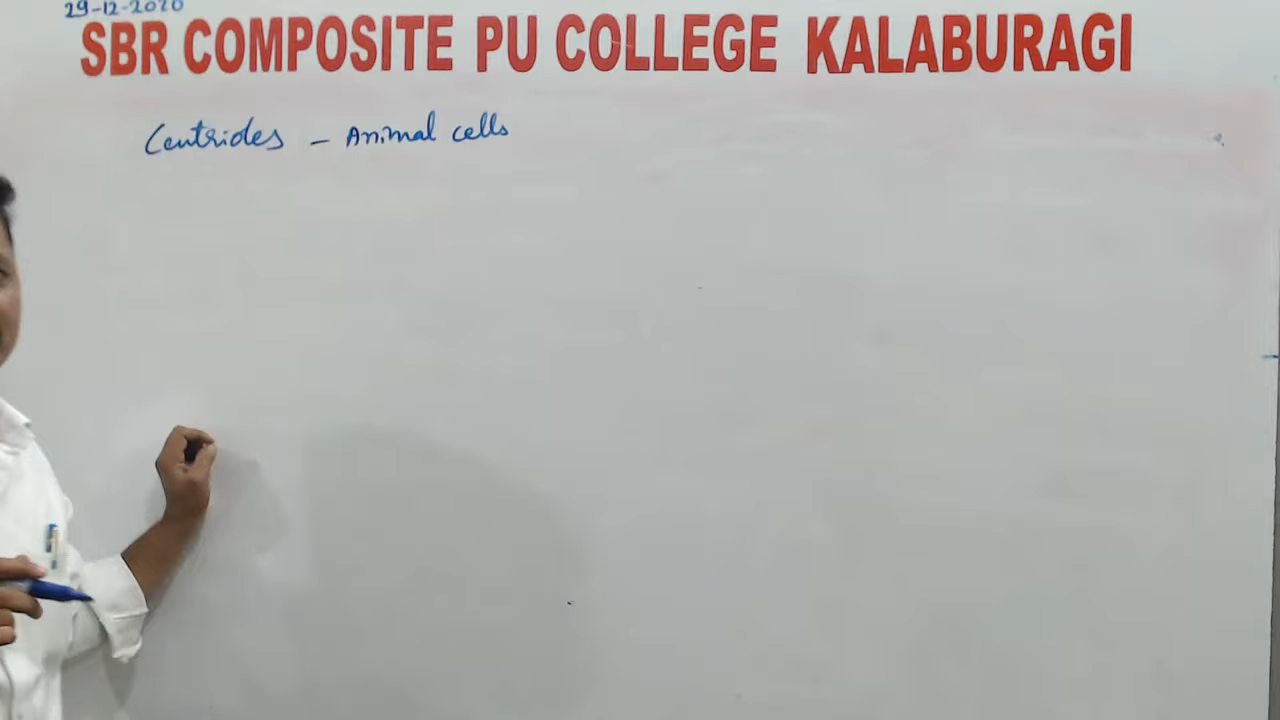 29-12-2020
SBR COMPOSITE PU COLLEGE KALABURAGI
Centrioles - Animal cells